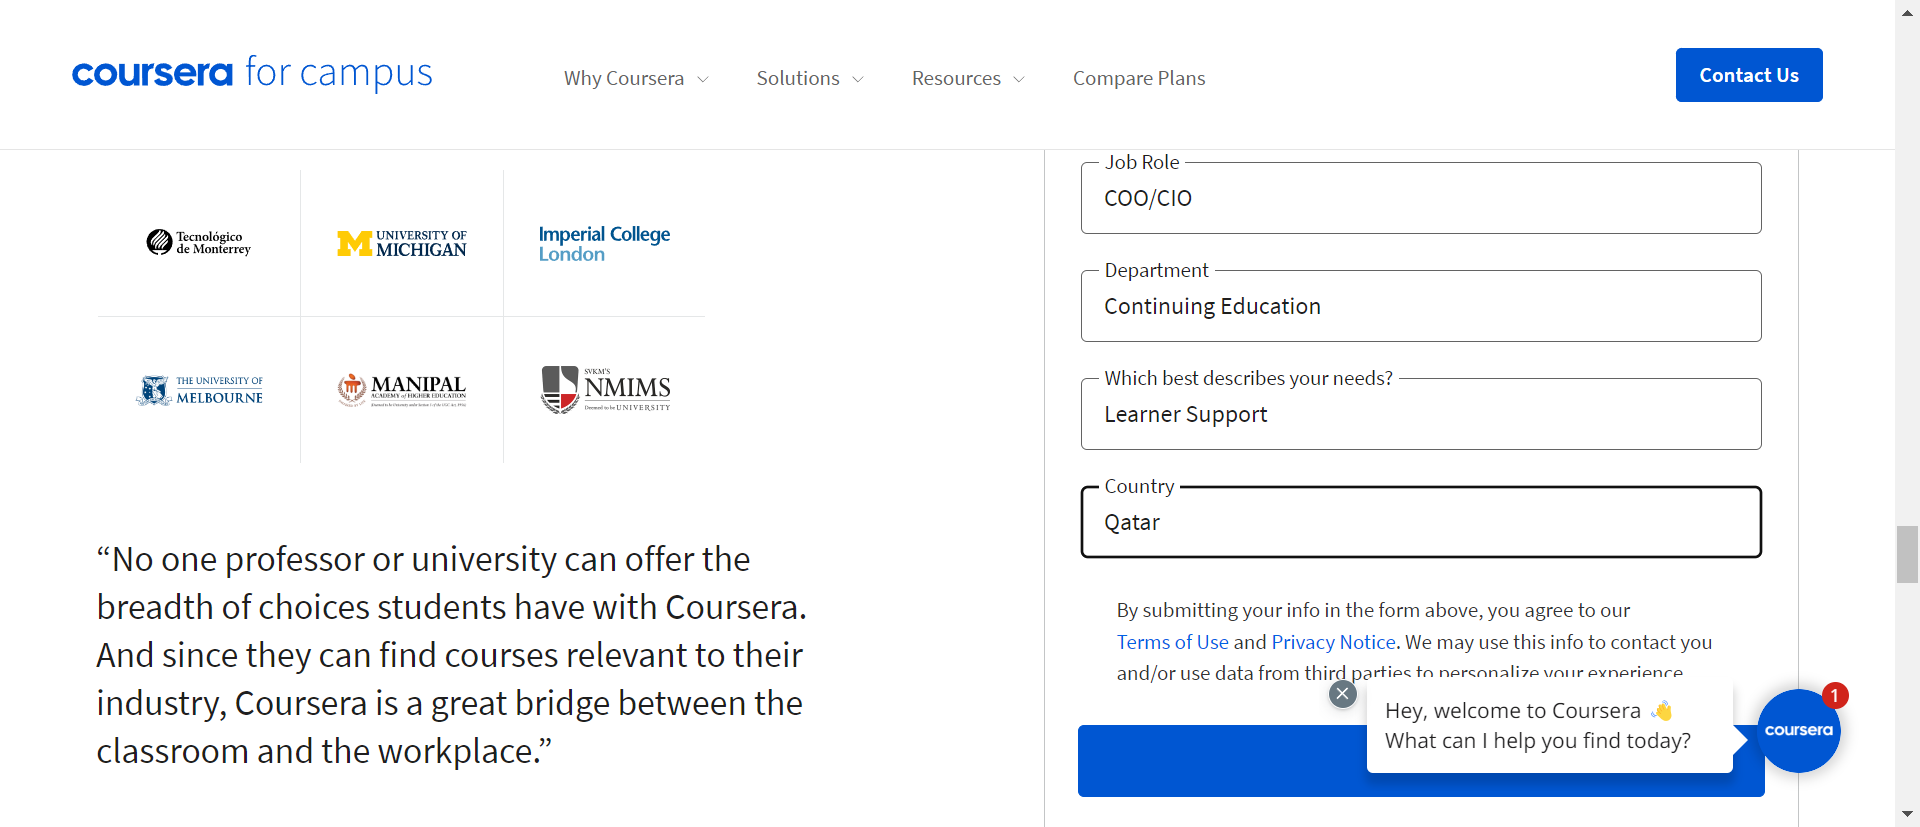 coursera for campus
Why Coursera
Solutions
Resources
Compare Plans
Contact Us
Tecnológico
de Monterrey
M UNIVERSITY OF
MICHIGAN
Imperial College
London
THE UNIVERSITY OF
MELBOURNE
MANIPAL
ACADEMY of HIGHER EDUCATION
SVKM'S
NMIMS
Deemed to be UNIVERSITY
“No one professor or university can offer the
breadth of choices students have with Coursera.
And since they can find courses relevant to their
industry, Coursera is a great bridge between the
classroom and the workplace.”
Job Role
COO/CIO
Department
Continuing Education
Which best describes your needs?
Learner Support
Country
Qatar
By submitting your info in the form above, you agree to our
Terms of Use and Privacy Notice. We may use this info to contact you
and/or use data from third parties to personalize your experience
Hey, welcome to Coursera 👋
What can I help you find today?
coursera
1